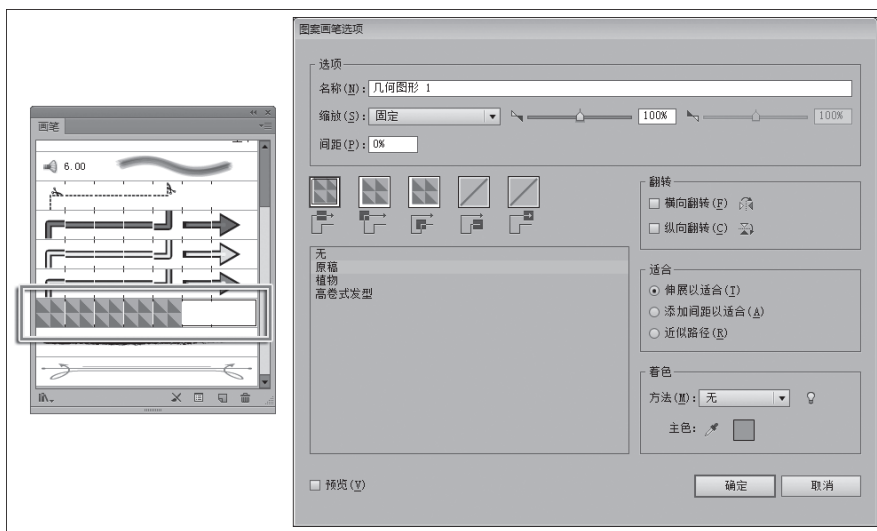 画笔
6.00
图案画笔选项
选项
名称(N): 几何图形 1
缩放(S): 固定 100% 100%
间距(P): 0%
无
原稿
植物
高卷式发型
翻转
横向翻转(F)
纵向翻转(C)
适合
伸展以适合(T)
添加间距以适合(A)
近似路径(R)
着色
方法(M): 无
主色:
预览(V)
确定 取消